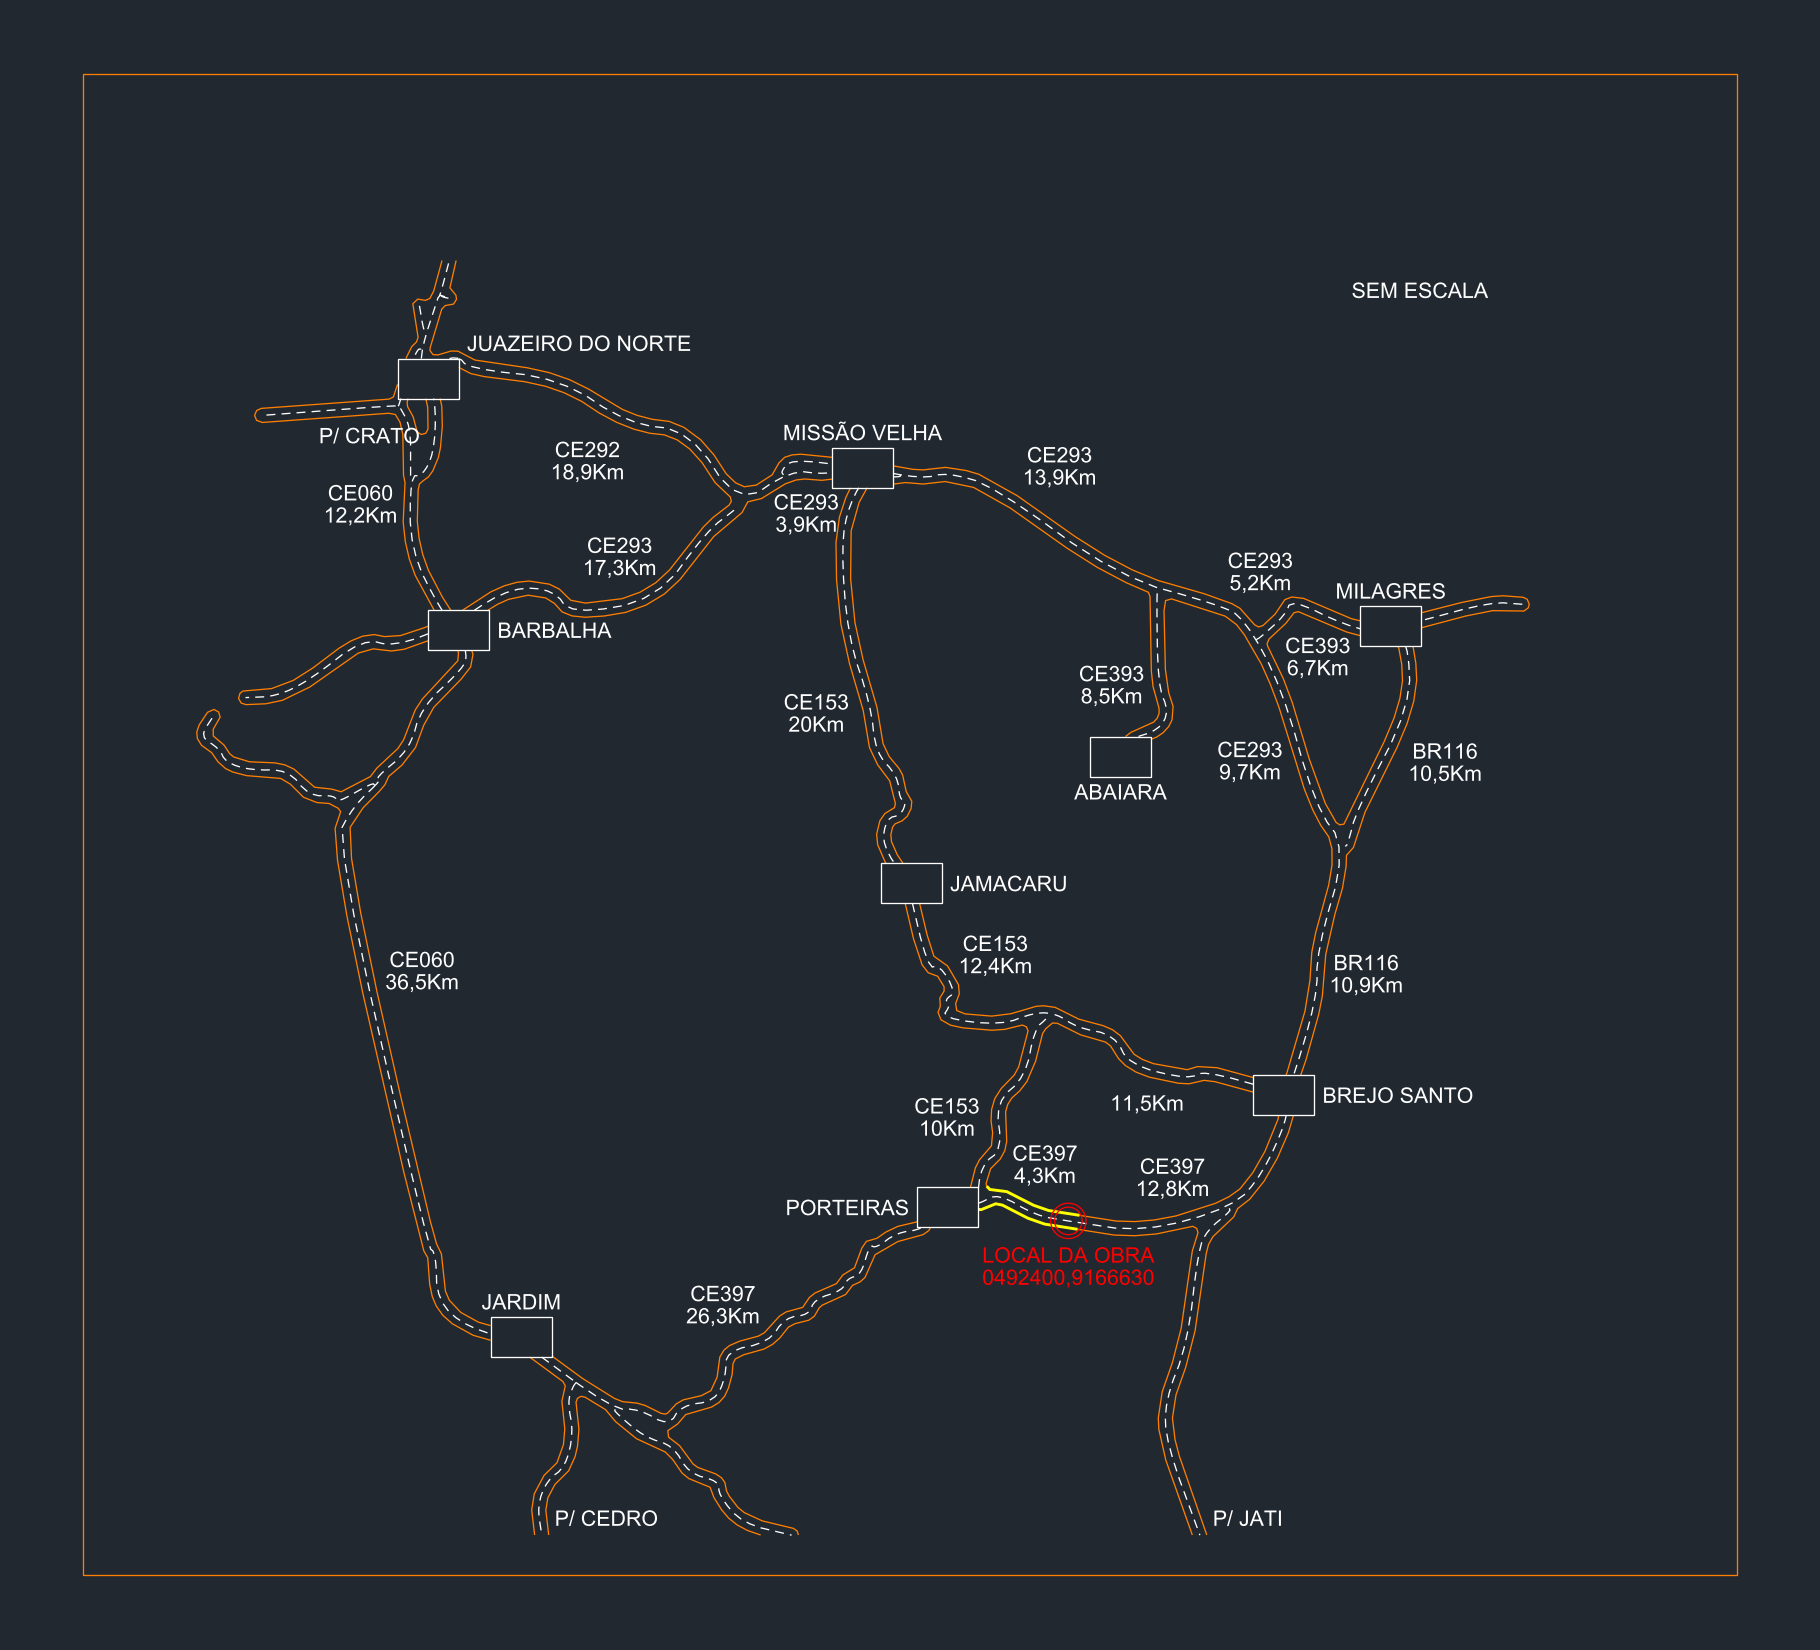 SEM ESCALA
JUAZEIRO DO NORTE
P/ CRATO
CE292
18,9Km
MISSÃO VELHA
CE293
13,9Km
CE060
12,2Km
CE293
3,9Km
CE293
17,3Km
CE293
5,2Km
MILAGRES
BARBALHA
CE393
6,7Km
CE393
8,5Km
CE153
20Km
CE293
9,7Km
BR116
10,5Km
ABAIARA
JAMACARU
CE153
12,4Km
CE060
36,5Km
BR116
10,9Km
BREJO SANTO
11,5Km
CE153
10Km
CE397
4,3Km
CE397
12,8Km
PORTEIRAS
LOCAL DA OBRA
0492400,9166630
CE397
26,3Km
JARDIM
P/ CEDRO
P/ JATI